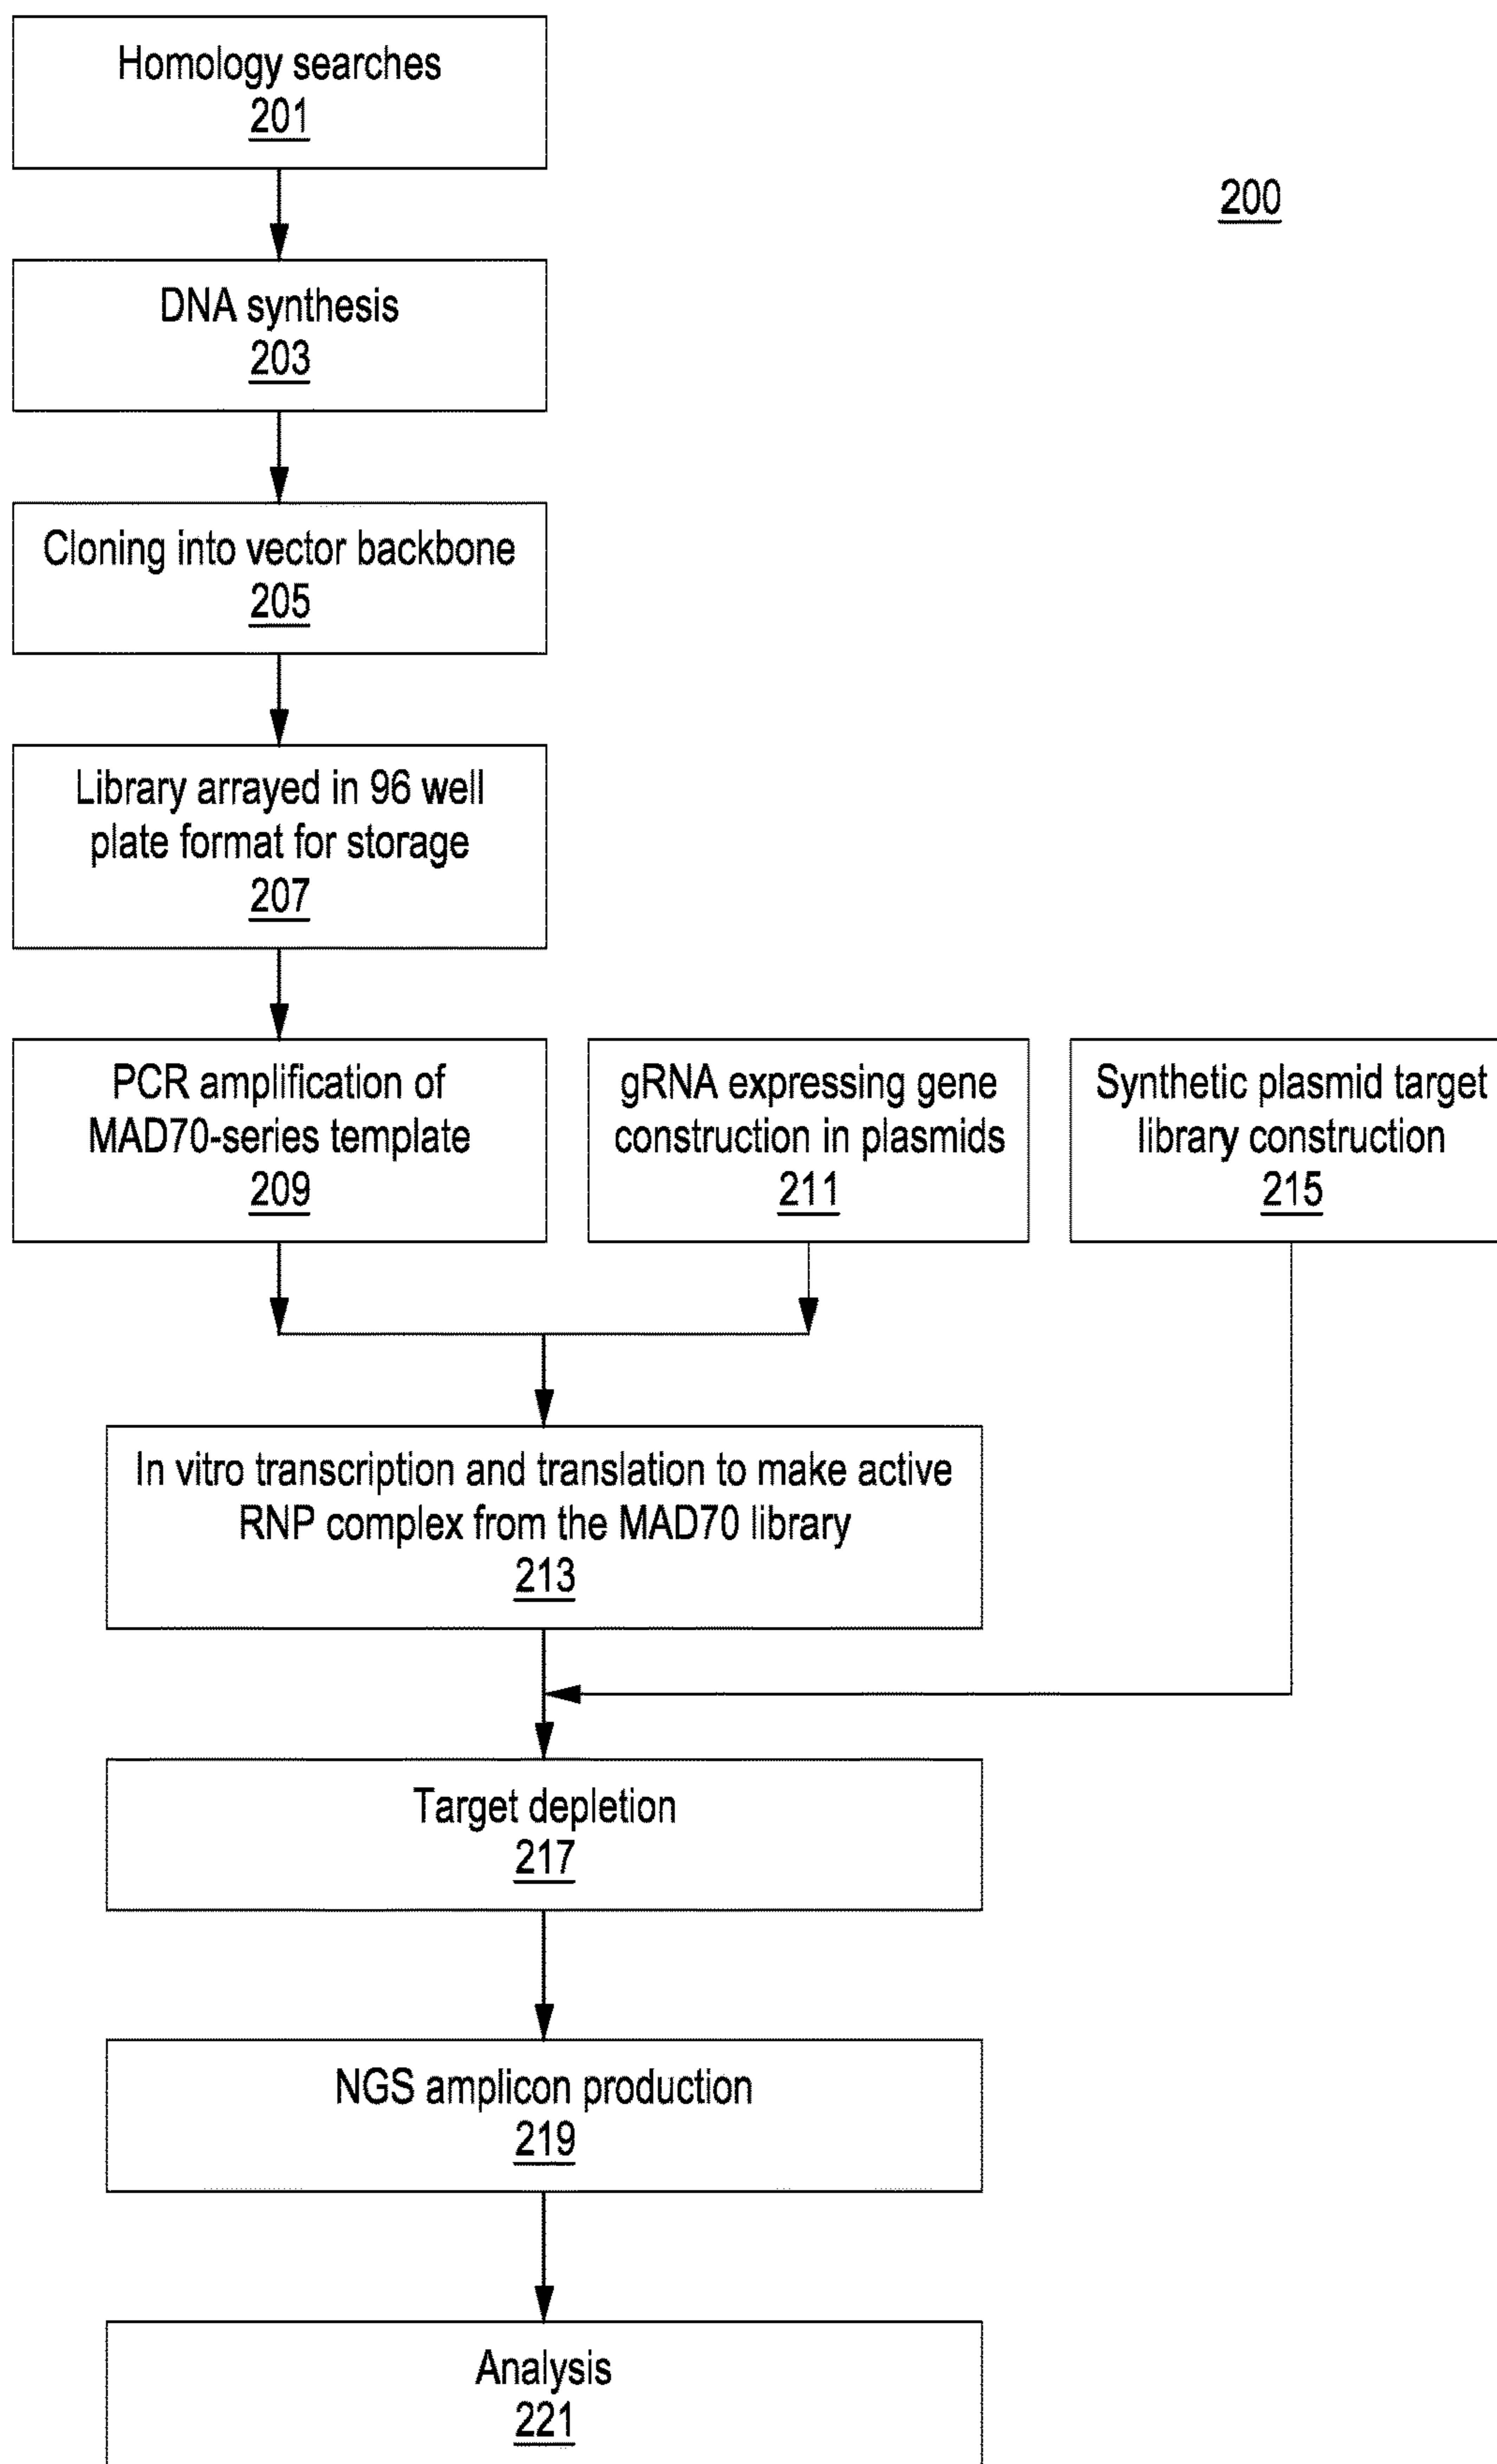 Homology searches
201
200
DNA synthesis
203
Cloning into vector backbone
205
Library arrayed in 96 well
plate format for storage
207
PCR amplification of
MAD70-series template
209
gRNA expressing gene
construction in plasmids
211
Synthetic plasmid target
library construction
215
In vitro transcription and translation to make active
RNP complex from the MAD70 library
213
Target depletion
217
NGS amplicon production
219
Analysis
221